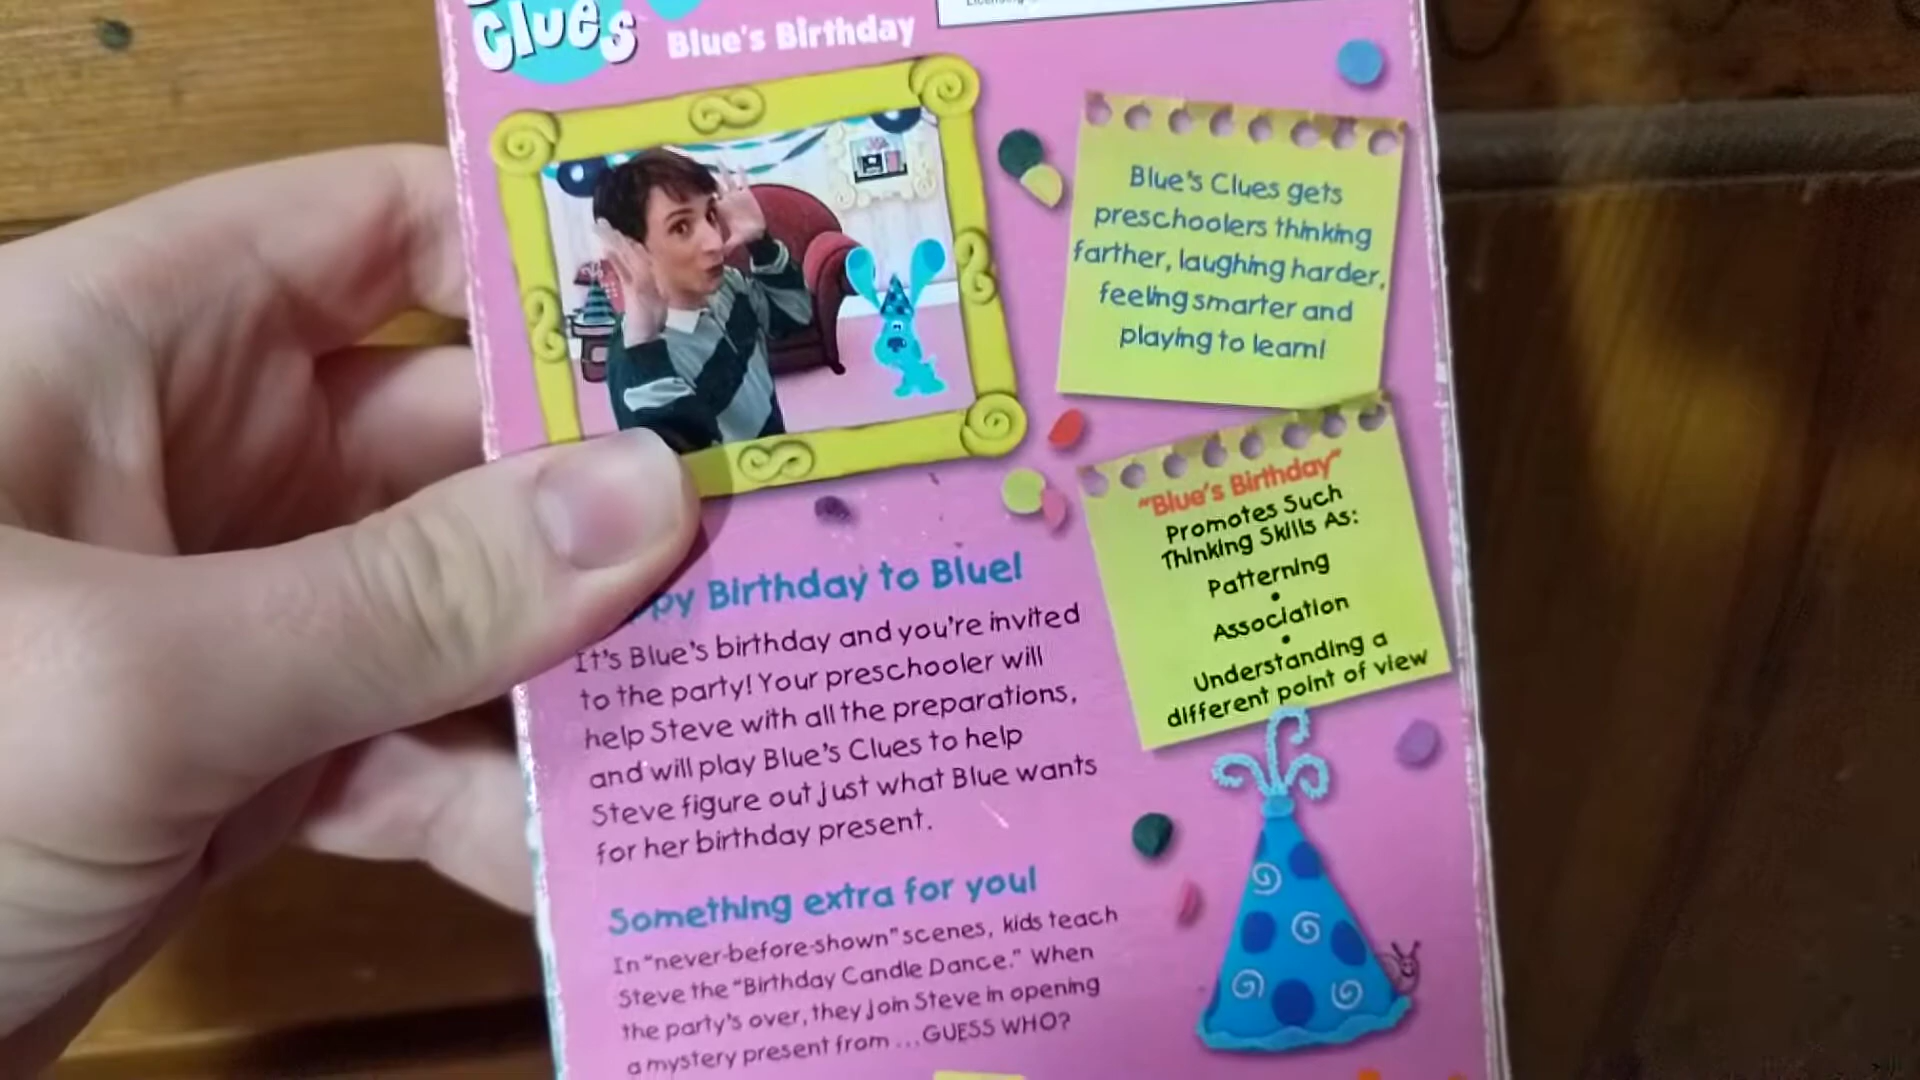 Clues
Blue's Birthday
Blue's Clues gets
preschoolers thinking
farther, laughing harder,
feeling smarter and
playing to learn!
"Blue's Birthday"
Promotes Such
Thinking Skills As:
Patterning
•
Association
•
Understanding a
different point of view
Birthday to Blue!
It's Blue's birthday and you're invited
to the party! Your preschooler will
help Steve with all the preparations,
and will play Blue's Clues to help
Steve figure out just what Blue wants
for her birthday present.
Something extra for you!
In "never-before-shown" scenes, kids teach
Steve the "Birthday Candle Dance." When
the party's over, they join Steve in opening
a mystery present from ...GUESS WHO?